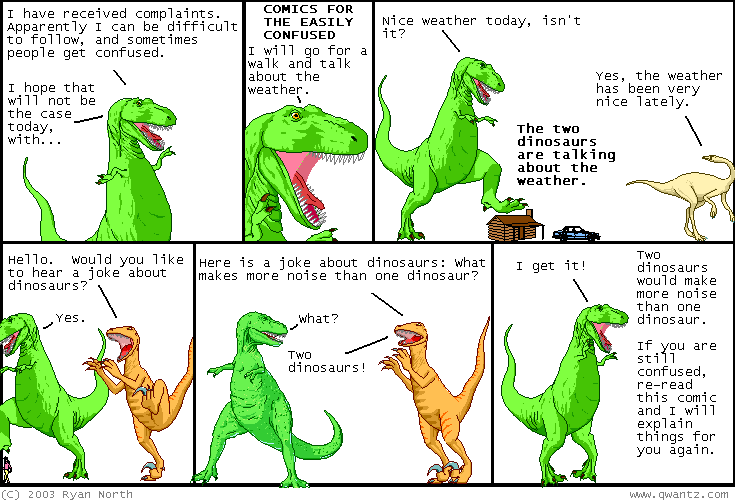 I have received complaints.
Apparently I can be difficult
to follow, and sometimes
people get confused.
I hope that
will not be
the case
today,
with...
COMICS FOR
THE EASILY
CONFUSED
I will go for a
walk and talk
about the
weather.
Nice weather today, isn't
it?
The two
dinosaurs
are talking
about the
weather.
Yes, the weather
has been very
nice lately.
Hello. Would you like
to hear a joke about
dinosaurs?
Yes.
Here is a joke about dinosaurs: What
makes more noise than one dinosaur?
What?
Two
dinosaurs!
I get it!
Two
dinosaurs
would make
more noise
than one
dinosaur.
If you are
still
confused,
re-read
this comic
and I will
explain
things for
you again.
(C) 2003 Ryan North
www.qwantz.com